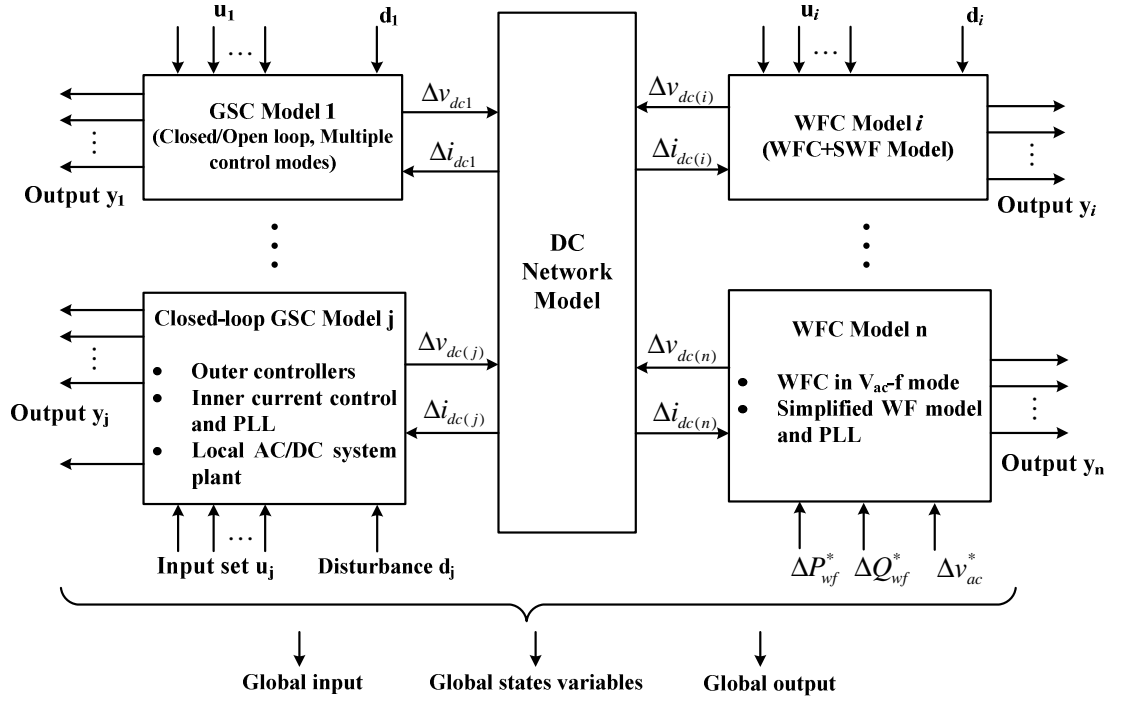 u1
...
d1
GSC Model 1
(Closed/Open loop, Multiple
control modes)
Output y1
Δvdc1
Δidc1
DC
Network
Model
Δvdc(i)
Δidc(i)
ui
...
di
WFC Model i
(WFC+SWF Model)
Output yi
Closed-loop GSC Model j
• Outer controllers
• Inner current control
and PLL
• Local AC/DC system
plant
Output yj
...
Input set uj
Disturbance dj
Δvdc(j)
Δidc(j)
Δvdc(n)
Δidc(n)
WFC Model n
• WFC in Vac-f mode
• Simplified WF model
and PLL
Output yn
ΔP*wf
ΔQ*wf
Δv*ac
Global input
Global states variables
Global output